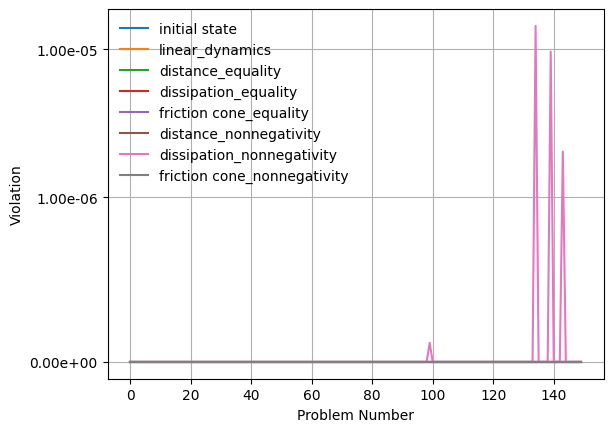 initial state
linear_dynamics
distance_equality
dissipation_equality
friction cone_equality
distance_nonnegativity
dissipation_nonnegativity
friction cone_nonnegativity
1.00e-05
1.00e-06
0.00e+00
Violation
0 20 40 60 80 100 120 140
Problem Number